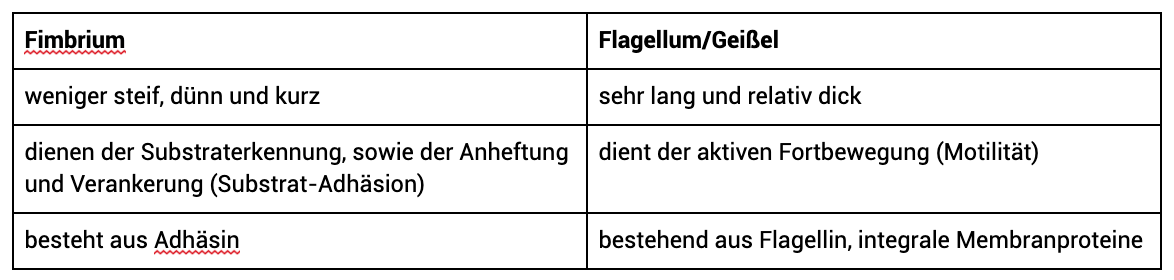 Fimbrium
Flagellum/Geißel
weniger steif, dünn und kurz
sehr lang und relativ dick
dienen der Substraterkennung, sowie der Anheftung
und Verankerung (Substrat-Adhäsion)
dient der aktiven Fortbewegung (Motilität)
besteht aus Adhäsin
bestehend aus Flagellin, integrale Membranproteine